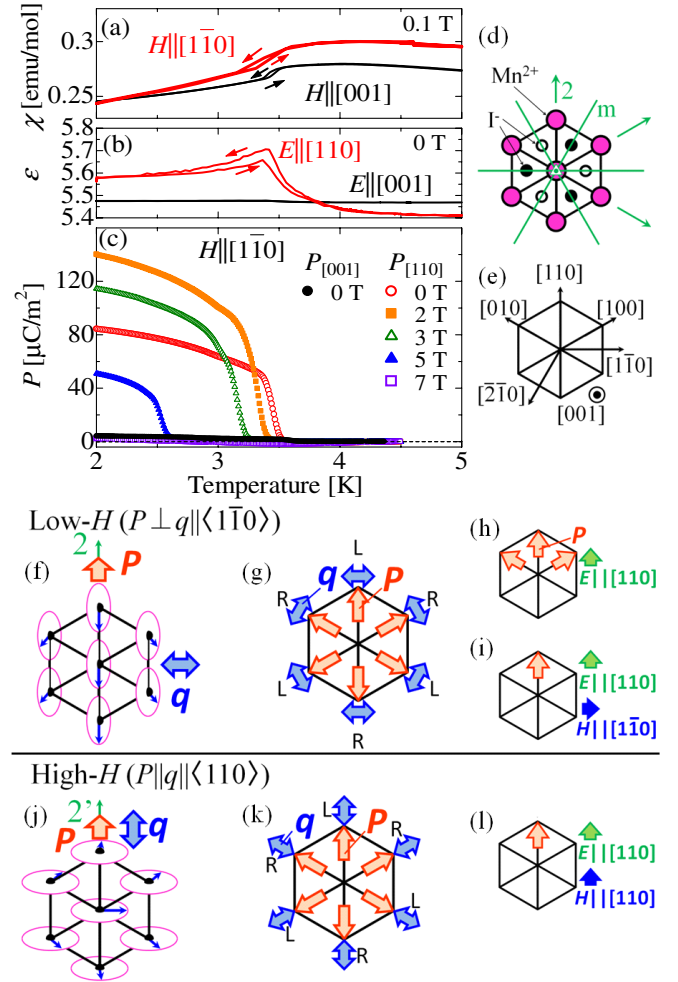 (a)
0.1 T
0.3
H||[11̅0]
H||[001]
0.25
χ [emu/mol]
(b)
0 T
5.8
5.7
5.6
5.5
5.4
ε
E||[110]
E||[001]
(c)
H||[11̅0]
P[001]
0 T
P[110]
0 T
2 T
3 T
5 T
7 T
120
80
40
0
P [μC/m²]
2
3
4
5
Temperature [K]
(d)
Mn²⁺
2
m
I⁻
(e)
[110]
[010]
[100]
[11̅0]
[2̅1̅0]
[001]
Low-H (P⊥q||⟨11̅0⟩)
(f)
2
P
q
(g)
L
R
q
P
R
L
L
R
(h)
P
E||[110]
(i)
E||[110]
H||[11̅0]
High-H (P||q||⟨110⟩)
(j)
2'
P
q
(k)
L
q
P
R
R
L
L
R
(l)
E||[110]
H||[110]